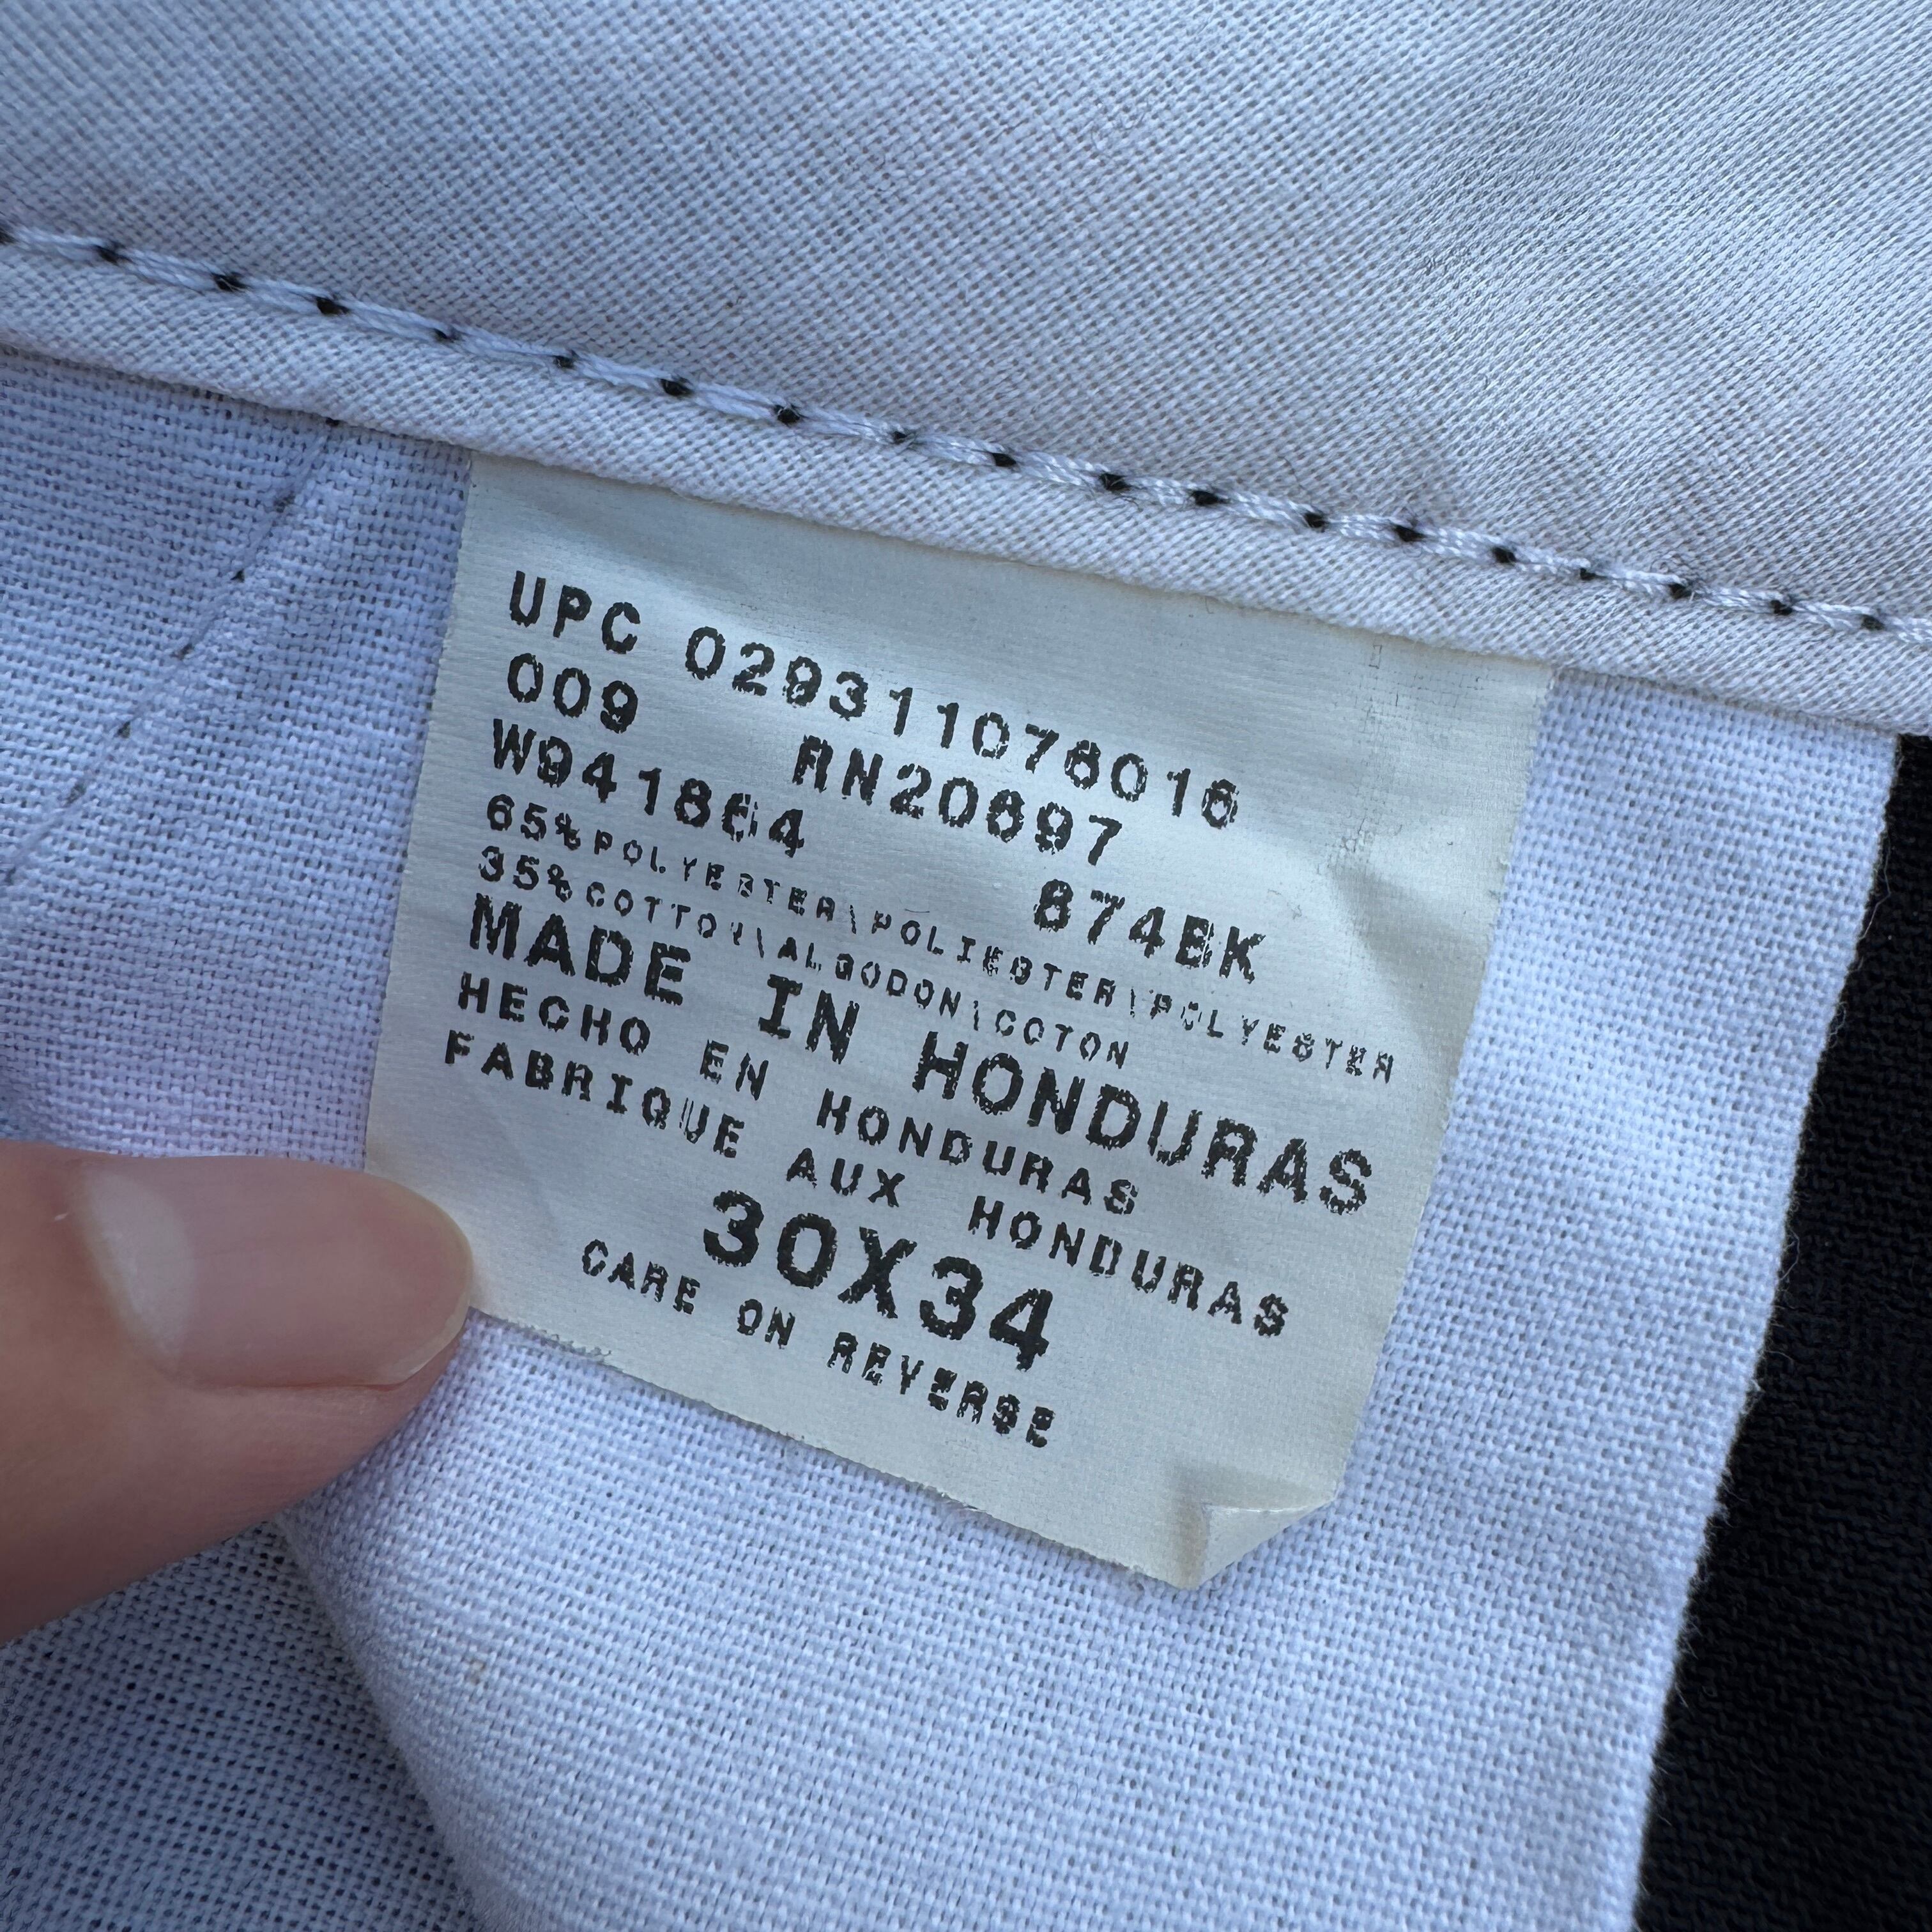 UPC 029311076016
009 RN20697
W941864 874BK
65%POLYESTER\POLIESTER\POLYESTER
35%COTTON\ALGODON\COTON
MADE IN HONDURAS
HECHO EN HONDURAS
FABRIQUE AUX HONDURAS
30X34
CARE ON REVERSE